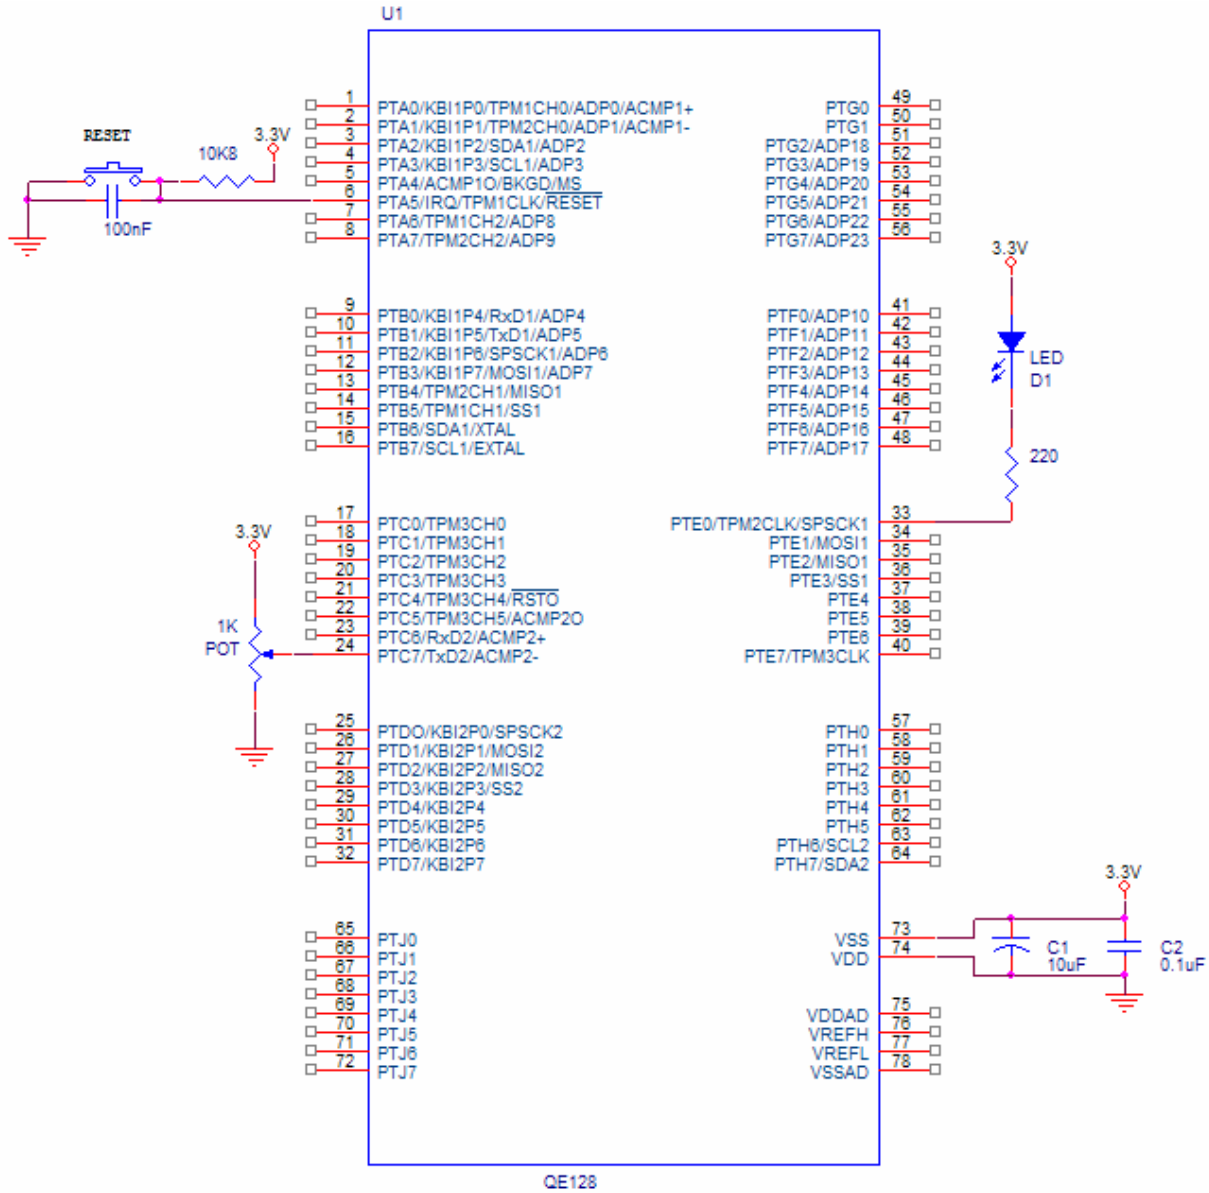 U1
1 PTA0/KBI1P0/TPM1CH0/ADP0/ACMP1+
2 PTA1/KBI1P1/TPM2CH0/ADP1/ACMP1-
3 PTA2/KBI1P2/SDA1/ADP2
4 PTA3/KBI1P3/SCL1/ADP3
5 PTA4/ACMP1O/BKGD/MS
6 PTA5/IRQ/TPM1CLK/RESET
7 PTA6/TPM1CH2/ADP8
8 PTA7/TPM2CH2/ADP9
RESET
3.3V
10K8
100nF
PTG0 49
PTG1 50
PTG2/ADP18 51
PTG3/ADP19 52
PTG4/ADP20 53
PTG5/ADP21 54
PTG6/ADP22 55
PTG7/ADP23 56
9 PTB0/KBI1P4/RxD1/ADP4
10 PTB1/KBI1P5/TxD1/ADP5
11 PTB2/KBI1P6/SPSCK1/ADP6
12 PTB3/KBI1P7/MOSI1/ADP7
13 PTB4/TPM2CH1/MISO1
14 PTB5/TPM1CH1/SS1
15 PTB6/SDA1/XTAL
16 PTB7/SCL1/EXTAL
PTF0/ADP10 41
PTF1/ADP11 42
PTF2/ADP12 43
PTF3/ADP13 44
PTF4/ADP14 45
PTF5/ADP15 46
PTF6/ADP16 47
PTF7/ADP17 48
3.3V
LED
D1
220
17 PTC0/TPM3CH0
18 PTC1/TPM3CH1
19 PTC2/TPM3CH2
20 PTC3/TPM3CH3
21 PTC4/TPM3CH4/RSTO
22 PTC5/TPM3CH5/ACMP2O
23 PTC6/RxD2/ACMP2+
24 PTC7/TxD2/ACMP2-
3.3V
1K
POT
PTE0/TPM2CLK/SPSCK1 33
PTE1/MOSI1 34
PTE2/MISO1 35
PTE3/SS1 36
PTE4 37
PTE5 38
PTE6 39
PTE7/TPM3CLK 40
25 PTDO/KBI2P0/SPSCK2
26 PTD1/KBI2P1/MOSI2
27 PTD2/KBI2P2/MISO2
28 PTD3/KBI2P3/SS2
29 PTD4/KBI2P4
30 PTD5/KBI2P5
31 PTD6/KBI2P6
32 PTD7/KBI2P7
PTH0 57
PTH1 58
PTH2 59
PTH3 60
PTH4 61
PTH5 62
PTH6/SCL2 63
PTH7/SDA2 64
65 PTJ0
66 PTJ1
67 PTJ2
68 PTJ3
69 PTJ4
70 PTJ5
71 PTJ6
72 PTJ7
VSS 73
VDD 74
3.3V
C1
10uF
C2
0.1uF
VDDAD 75
VREFH 76
VREFL 77
VSSAD 78
QE128